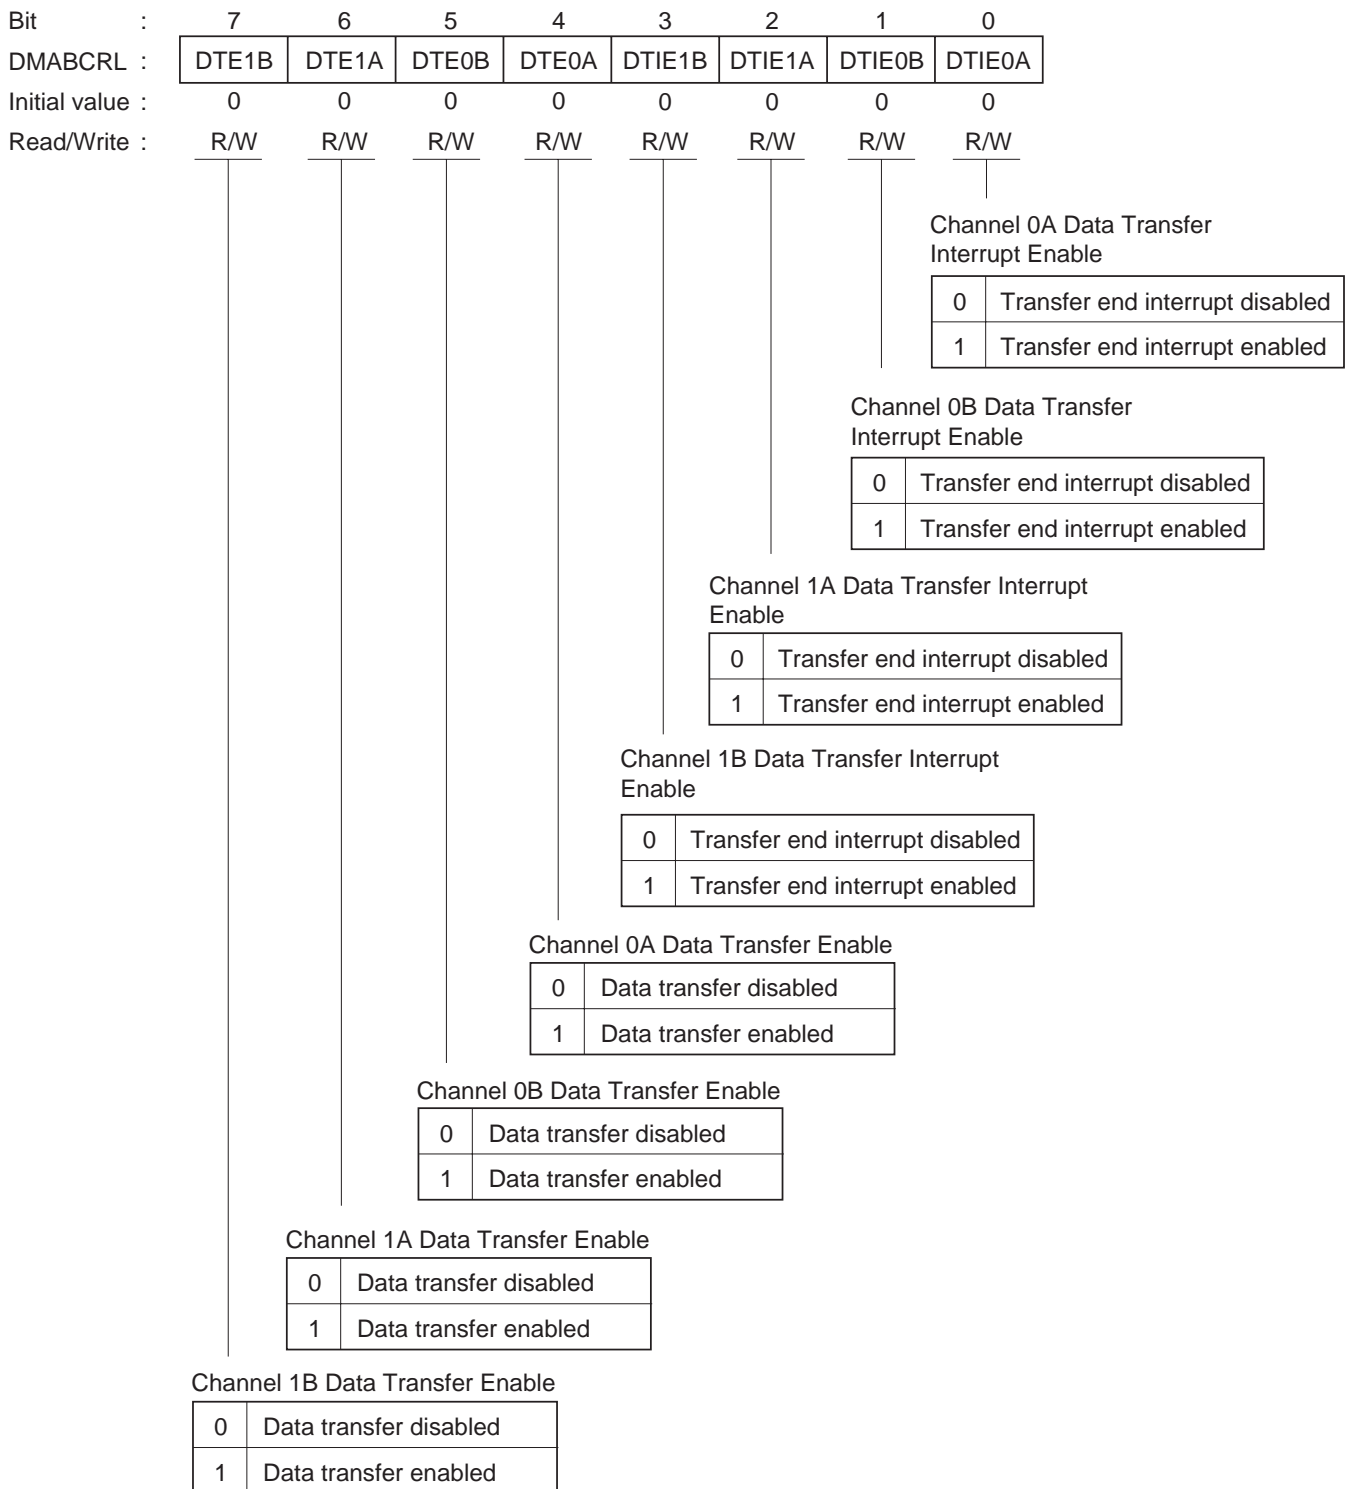 Bit : 7 6 5 4 3 2 1 0
DMABCRL : DTE1B DTE1A DTE0B DTE0A DTIE1B DTIE1A DTIE0B DTIE0A
Initial value : 0 0 0 0 0 0 0 0
Read/Write : R/W R/W R/W R/W R/W R/W R/W R/W
Channel 0A Data Transfer
Interrupt Enable
0 Transfer end interrupt disabled
1 Transfer end interrupt enabled
Channel 0B Data Transfer
Interrupt Enable
0 Transfer end interrupt disabled
1 Transfer end interrupt enabled
Channel 1A Data Transfer Interrupt
Enable
0 Transfer end interrupt disabled
1 Transfer end interrupt enabled
Channel 1B Data Transfer Interrupt
Enable
0 Transfer end interrupt disabled
1 Transfer end interrupt enabled
Channel 0A Data Transfer Enable
0 Data transfer disabled
1 Data transfer enabled
Channel 0B Data Transfer Enable
0 Data transfer disabled
1 Data transfer enabled
Channel 1A Data Transfer Enable
0 Data transfer disabled
1 Data transfer enabled
Channel 1B Data Transfer Enable
0 Data transfer disabled
1 Data transfer enabled